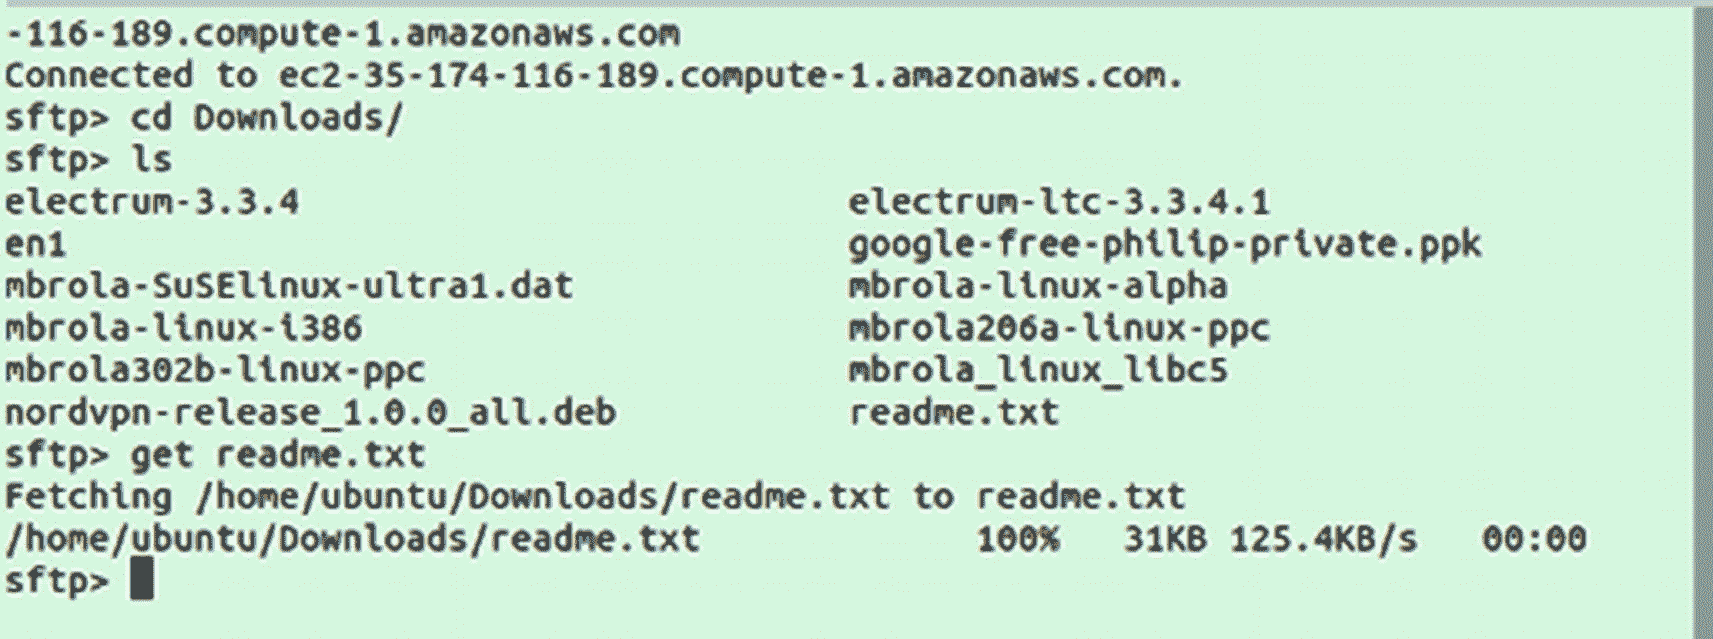 -116-189.compute-1.amazonaws.com
Connected to ec2-35-174-116-189.compute-1.amazonaws.com.
sftp> cd Downloads/
sftp> ls
electrum-3.3.4 electrum-ltc-3.3.4.1
en1 google-free-philip-private.ppk
mbrola-SuSElinux-ultra1.dat mbrola-linux-alpha
mbrola-linux-i386 mbrola206a-linux-ppc
mbrola302b-linux-ppc mbrola_linux_libc5
nordvpn-release_1.0.0_all.deb readme.txt
sftp> get readme.txt
Fetching /home/ubuntu/Downloads/readme.txt to readme.txt
/home/ubuntu/Downloads/readme.txt 100% 31KB 125.4KB/s 00:00
sftp>